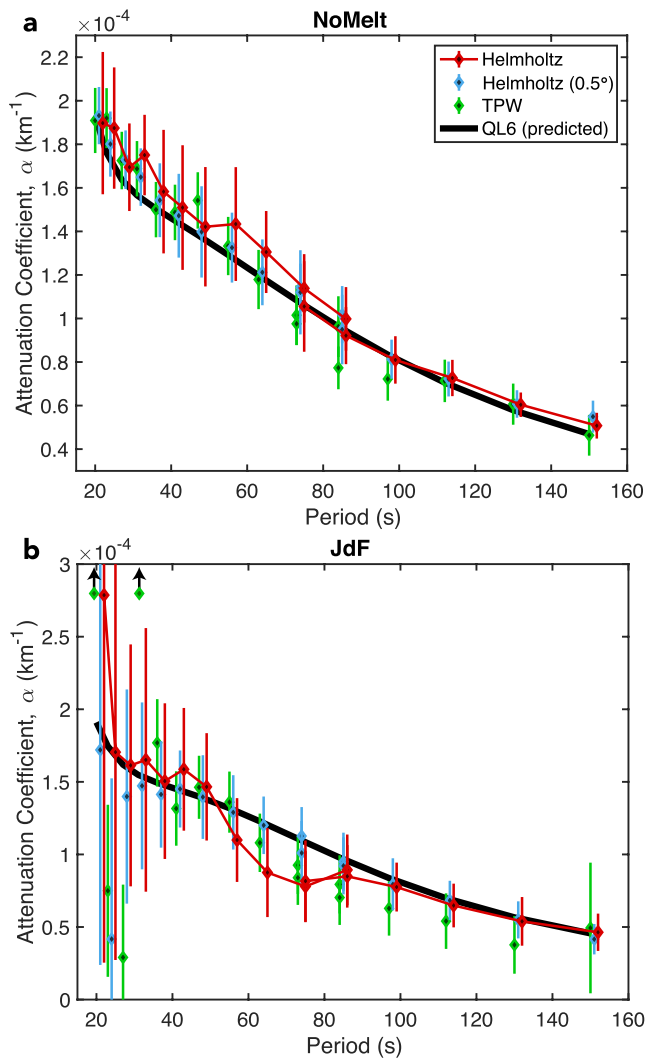 a
NoMelt
×10⁻⁴
2.2
2
1.8
1.6
1.4
1.2
1
0.8
0.6
0.4
Attenuation Coefficient, α (km⁻¹)
Helmholtz
Helmholtz (0.5°)
TPW
QL6 (predicted)
20 40 60 80 100 120 140 160
Period (s)
b
JdF
×10⁻⁴
3
2.5
2
1.5
1
0.5
0
Attenuation Coefficient, α (km⁻¹)
20 40 60 80 100 120 140 160
Period (s)